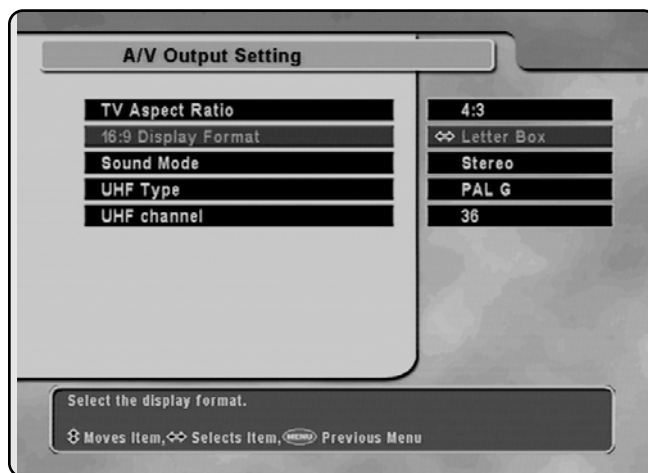 A/V Output Setting
TV Aspect Ratio 4:3
16:9 Display Format Letter Box
Sound Mode Stereo
UHF Type PAL G
UHF channel 36
Select the display format.
Moves Item, Selects Item, MENU Previous Menu